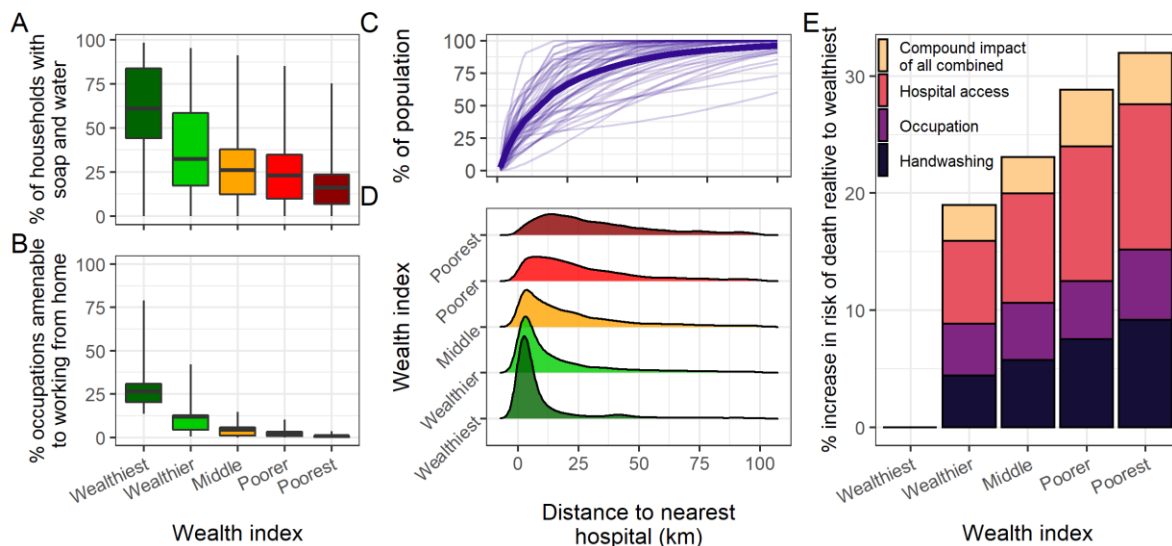 A
% of households with
soap and water
100
75
50
25
0
B
% occupations amenable
to working from home
100
75
50
25
0
Wealthiest
Wealthier
Middle
Poorer
Poorest
Wealth index
C
% of population
100
75
50
25
0
D
Wealth index
Poorest
Poorer
Middle
Wealthier
Wealthiest
0
25
50
75
100
Distance to nearest
hospital (km)
E
% increase in risk of death realtive to wealthiest
30
20
10
0
Compound impact
of all combined
Hospital access
Occupation
Handwashing
Wealthiest
Wealthier
Middle
Poorer
Poorest
Wealth index